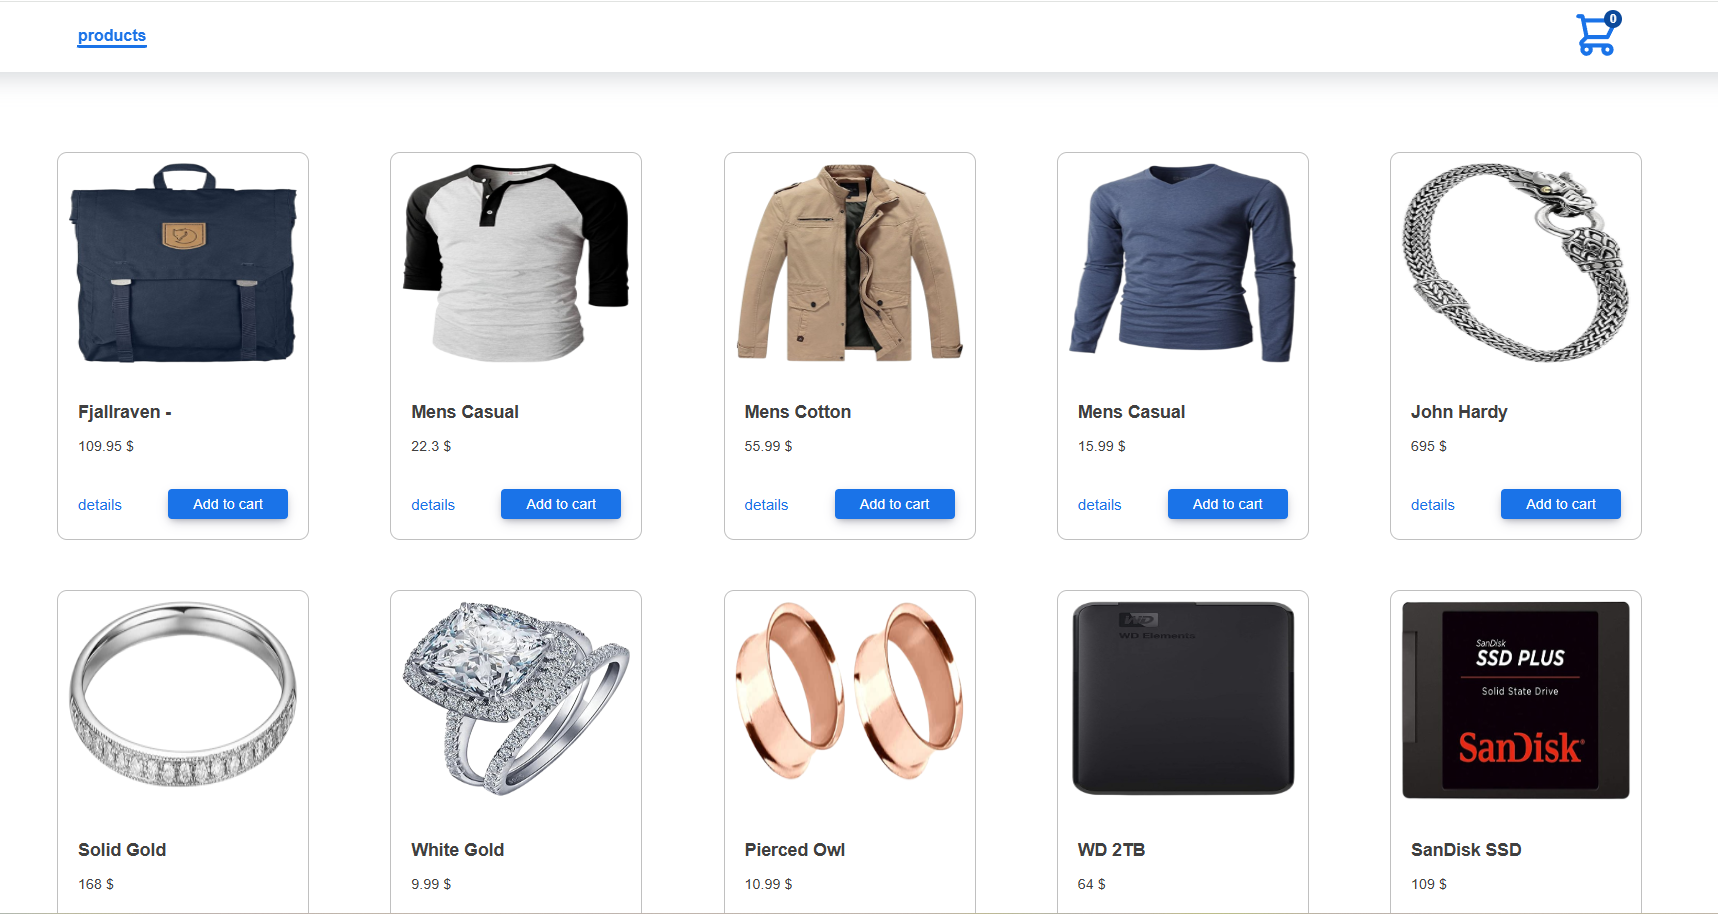 products
0
Fjallraven -
109.95 $
details
Add to cart
Mens Casual
22.3 $
details
Add to cart
Mens Cotton
55.99 $
details
Add to cart
Mens Casual
15.99 $
details
Add to cart
John Hardy
695 $
details
Add to cart
Solid Gold
168 $
White Gold
9.99 $
Pierced Owl
10.99 $
WD
WD Elements
WD 2TB
64 $
SanDisk
SSD PLUS
Solid State Drive
SanDisk®
SanDisk SSD
109 $